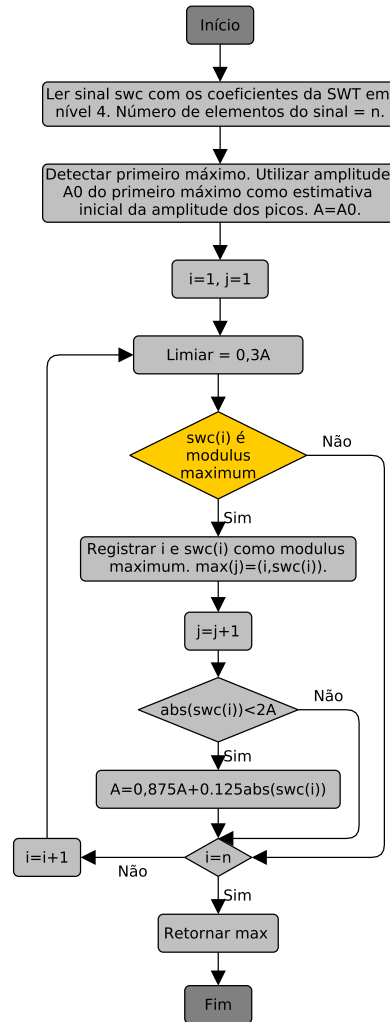 Início
Ler sinal swc com os coeficientes da SWT em
nível 4. Número de elementos do sinal = n.
Detectar primeiro máximo. Utilizar amplitude
A0 do primeiro máximo como estimativa
inicial da amplitude dos picos. A=A0.
i=1, j=1
Limiar = 0,3A
swc(i) é
modulus
maximum
Não
Sim
Registrar i e swc(i) como modulus
maximum. max(j)=(i,swc(i)).
j=j+1
abs(swc(i))<2A
Não
Sim
A=0,875A+0.125abs(swc(i))
i=n
i=i+1
Não
Sim
Retornar max
Fim